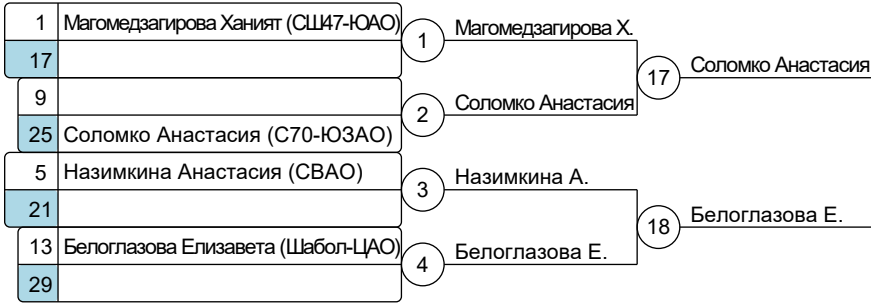 1 Магомедзагирова Ханият (СШ47-ЮАО)
17
1
Магомедзагирова Х.
9
25 Соломко Анастасия (С70-ЮЗАО)
2
Соломко Анастасия
17
Соломко Анастасия
5 Назимкина Анастасия (СВАО)
21
3
Назимкина А.
13 Белоглазова Елизавета (Шабол-ЦАО)
29
4
Белоглазова Е.
18
Белоглазова Е.